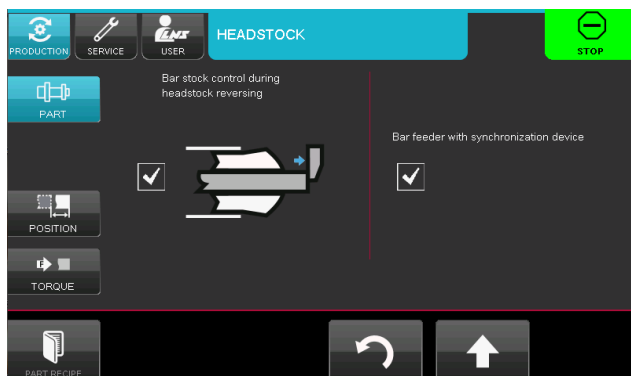 PRODUCTION
SERVICE
LNS
USER
HEADSTOCK
STOP
PART
Bar stock control during
headstock reversing
Bar feeder with synchronization device
POSITION
TORQUE
PART RECIPE